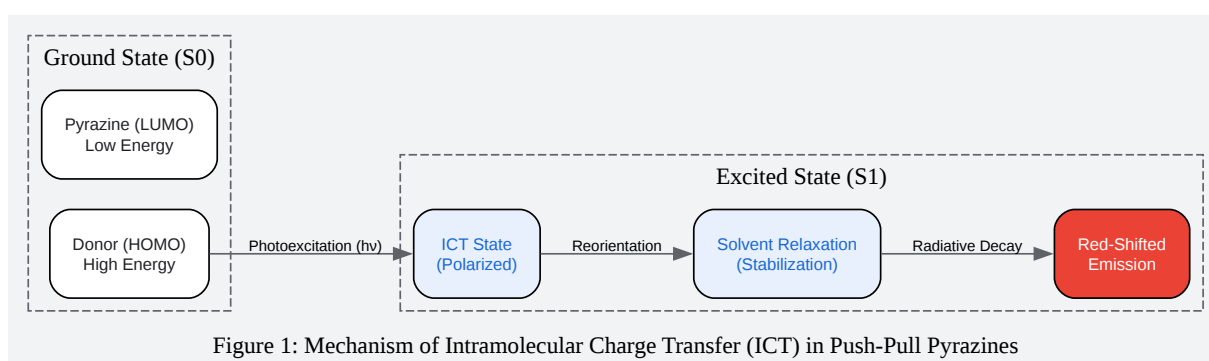 Ground State (S0)
Pyrazine (LUMO)
Low Energy
Donor (HOMO)
High Energy
Photoexcitation (hν)
Excited State (S1)
ICT State
(Polarized)
Reorientation
Solvent Relaxation
(Stabilization)
Radiative Decay
Red-Shifted
Emission
Figure 1: Mechanism of Intramolecular Charge Transfer (ICT) in Push-Pull Pyrazines